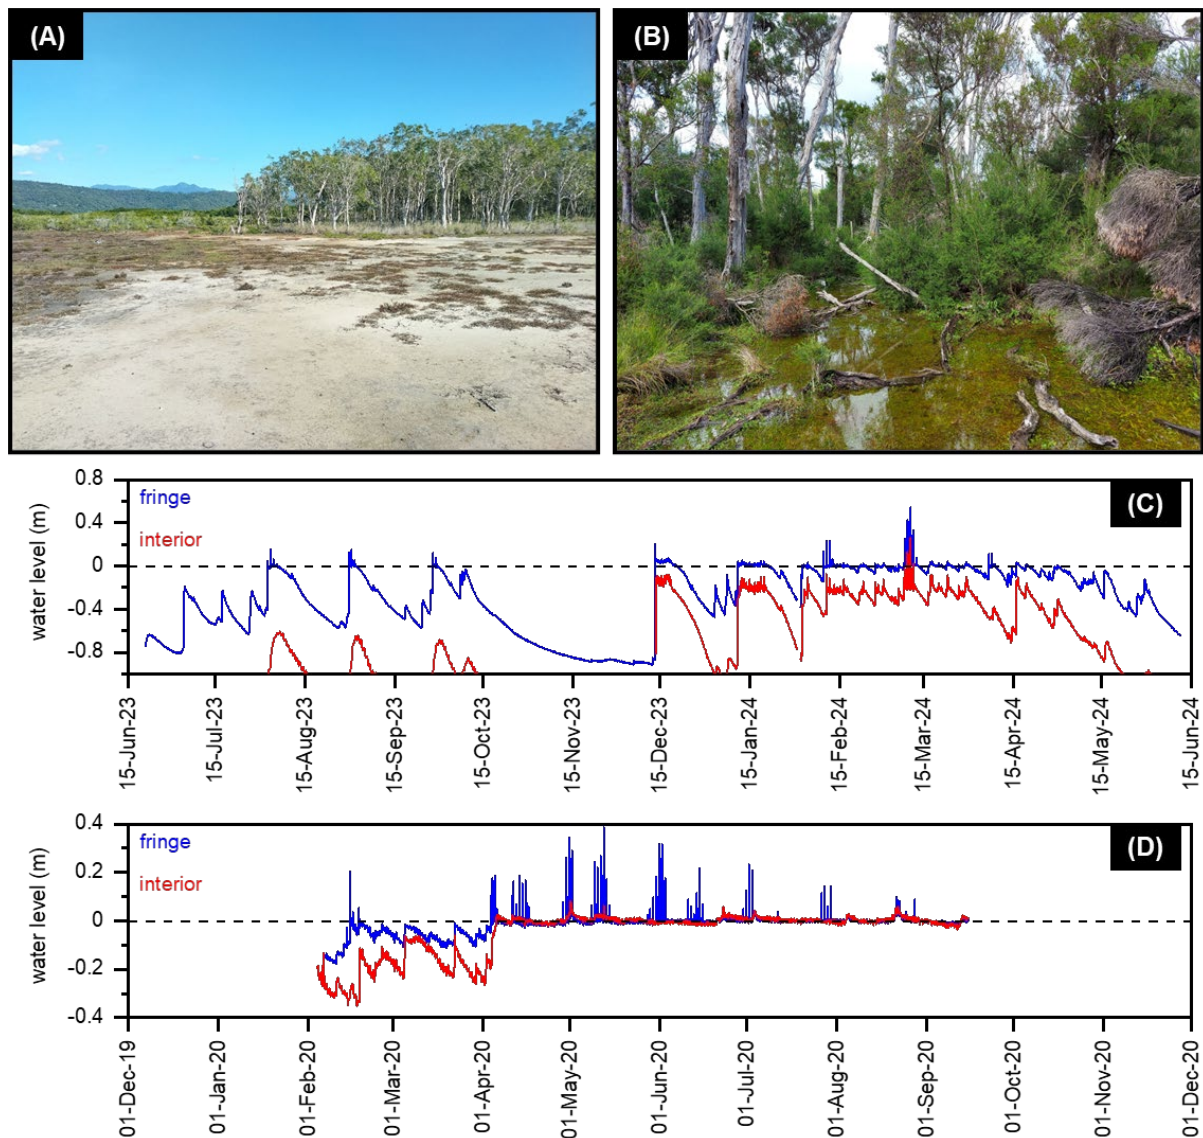 (A)
(B)
0.8
0.4
0
-0.4
-0.8
water level (m)
fringe
interior
(C)
15-Jun-23
15-Jul-23
15-Aug-23
15-Sep-23
15-Oct-23
15-Nov-23
15-Dec-23
15-Jan-24
15-Feb-24
15-Mar-24
15-Apr-24
15-May-24
15-Jun-24
0.4
0.2
0
-0.2
-0.4
water level (m)
fringe
interior
(D)
01-Dec-19
01-Jan-20
01-Feb-20
01-Mar-20
01-Apr-20
01-May-20
01-Jun-20
01-Jul-20
01-Aug-20
01-Sep-20
01-Oct-20
01-Nov-20
01-Dec-20